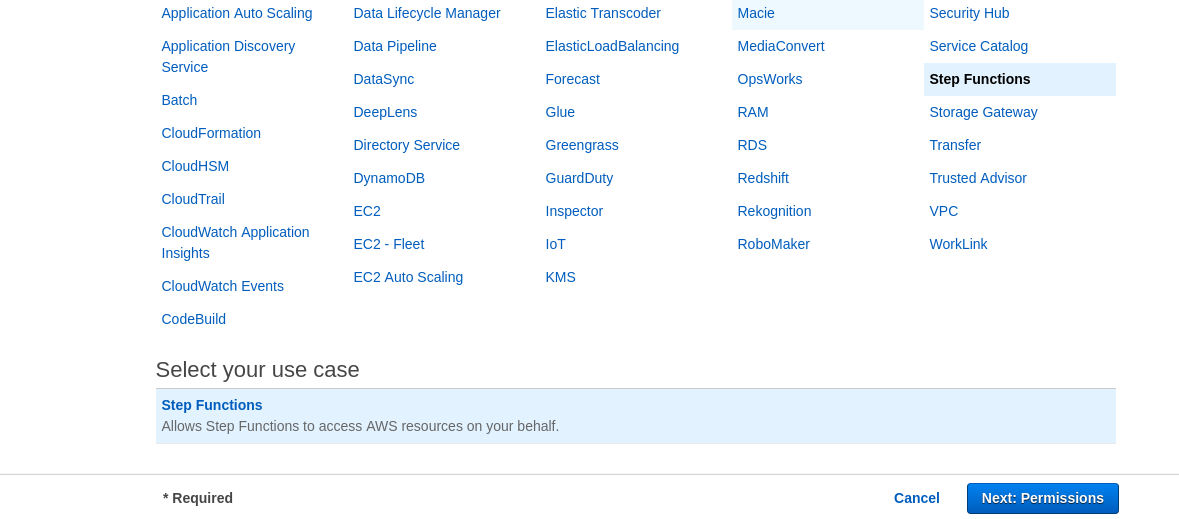 Application Auto Scaling
Application Discovery
Service
Batch
CloudFormation
CloudHSM
CloudTrail
CloudWatch Application
Insights
CloudWatch Events
CodeBuild
Data Lifecycle Manager
Data Pipeline
DataSync
DeepLens
Directory Service
DynamoDB
EC2
EC2 - Fleet
EC2 Auto Scaling
Elastic Transcoder
ElasticLoadBalancing
Forecast
Glue
Greengrass
GuardDuty
Inspector
IoT
KMS
Macie
MediaConvert
OpsWorks
RAM
RDS
Redshift
Rekognition
RoboMaker
Security Hub
Service Catalog
Step Functions
Storage Gateway
Transfer
Trusted Advisor
VPC
WorkLink
Select your use case
Step Functions
Allows Step Functions to access AWS resources on your behalf.
* Required
Cancel
Next: Permissions